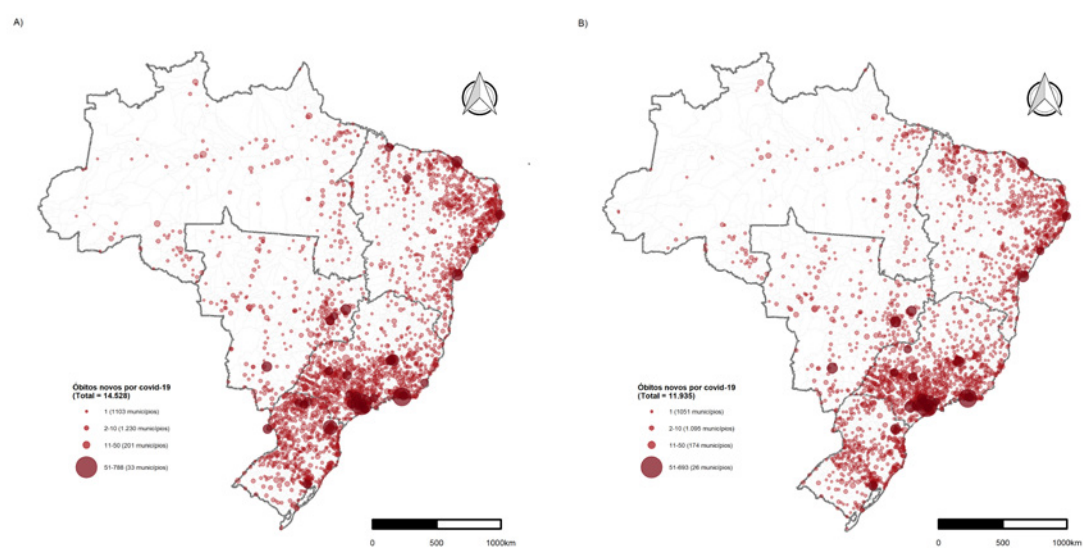 A)
B)
Óbitos novos por covid-19
(Total = 14.528)
1 (1103 municípios)
2-10 (1.230 municípios)
11-50 (201 municípios)
51-788 (33 municípios)
0 500 1000km
Óbitos novos por covid-19
(Total = 11.935)
1 (1051 municípios)
2-10 (1.095 municípios)
11-50 (174 municípios)
51-693 (26 municípios)
0 500 1000km